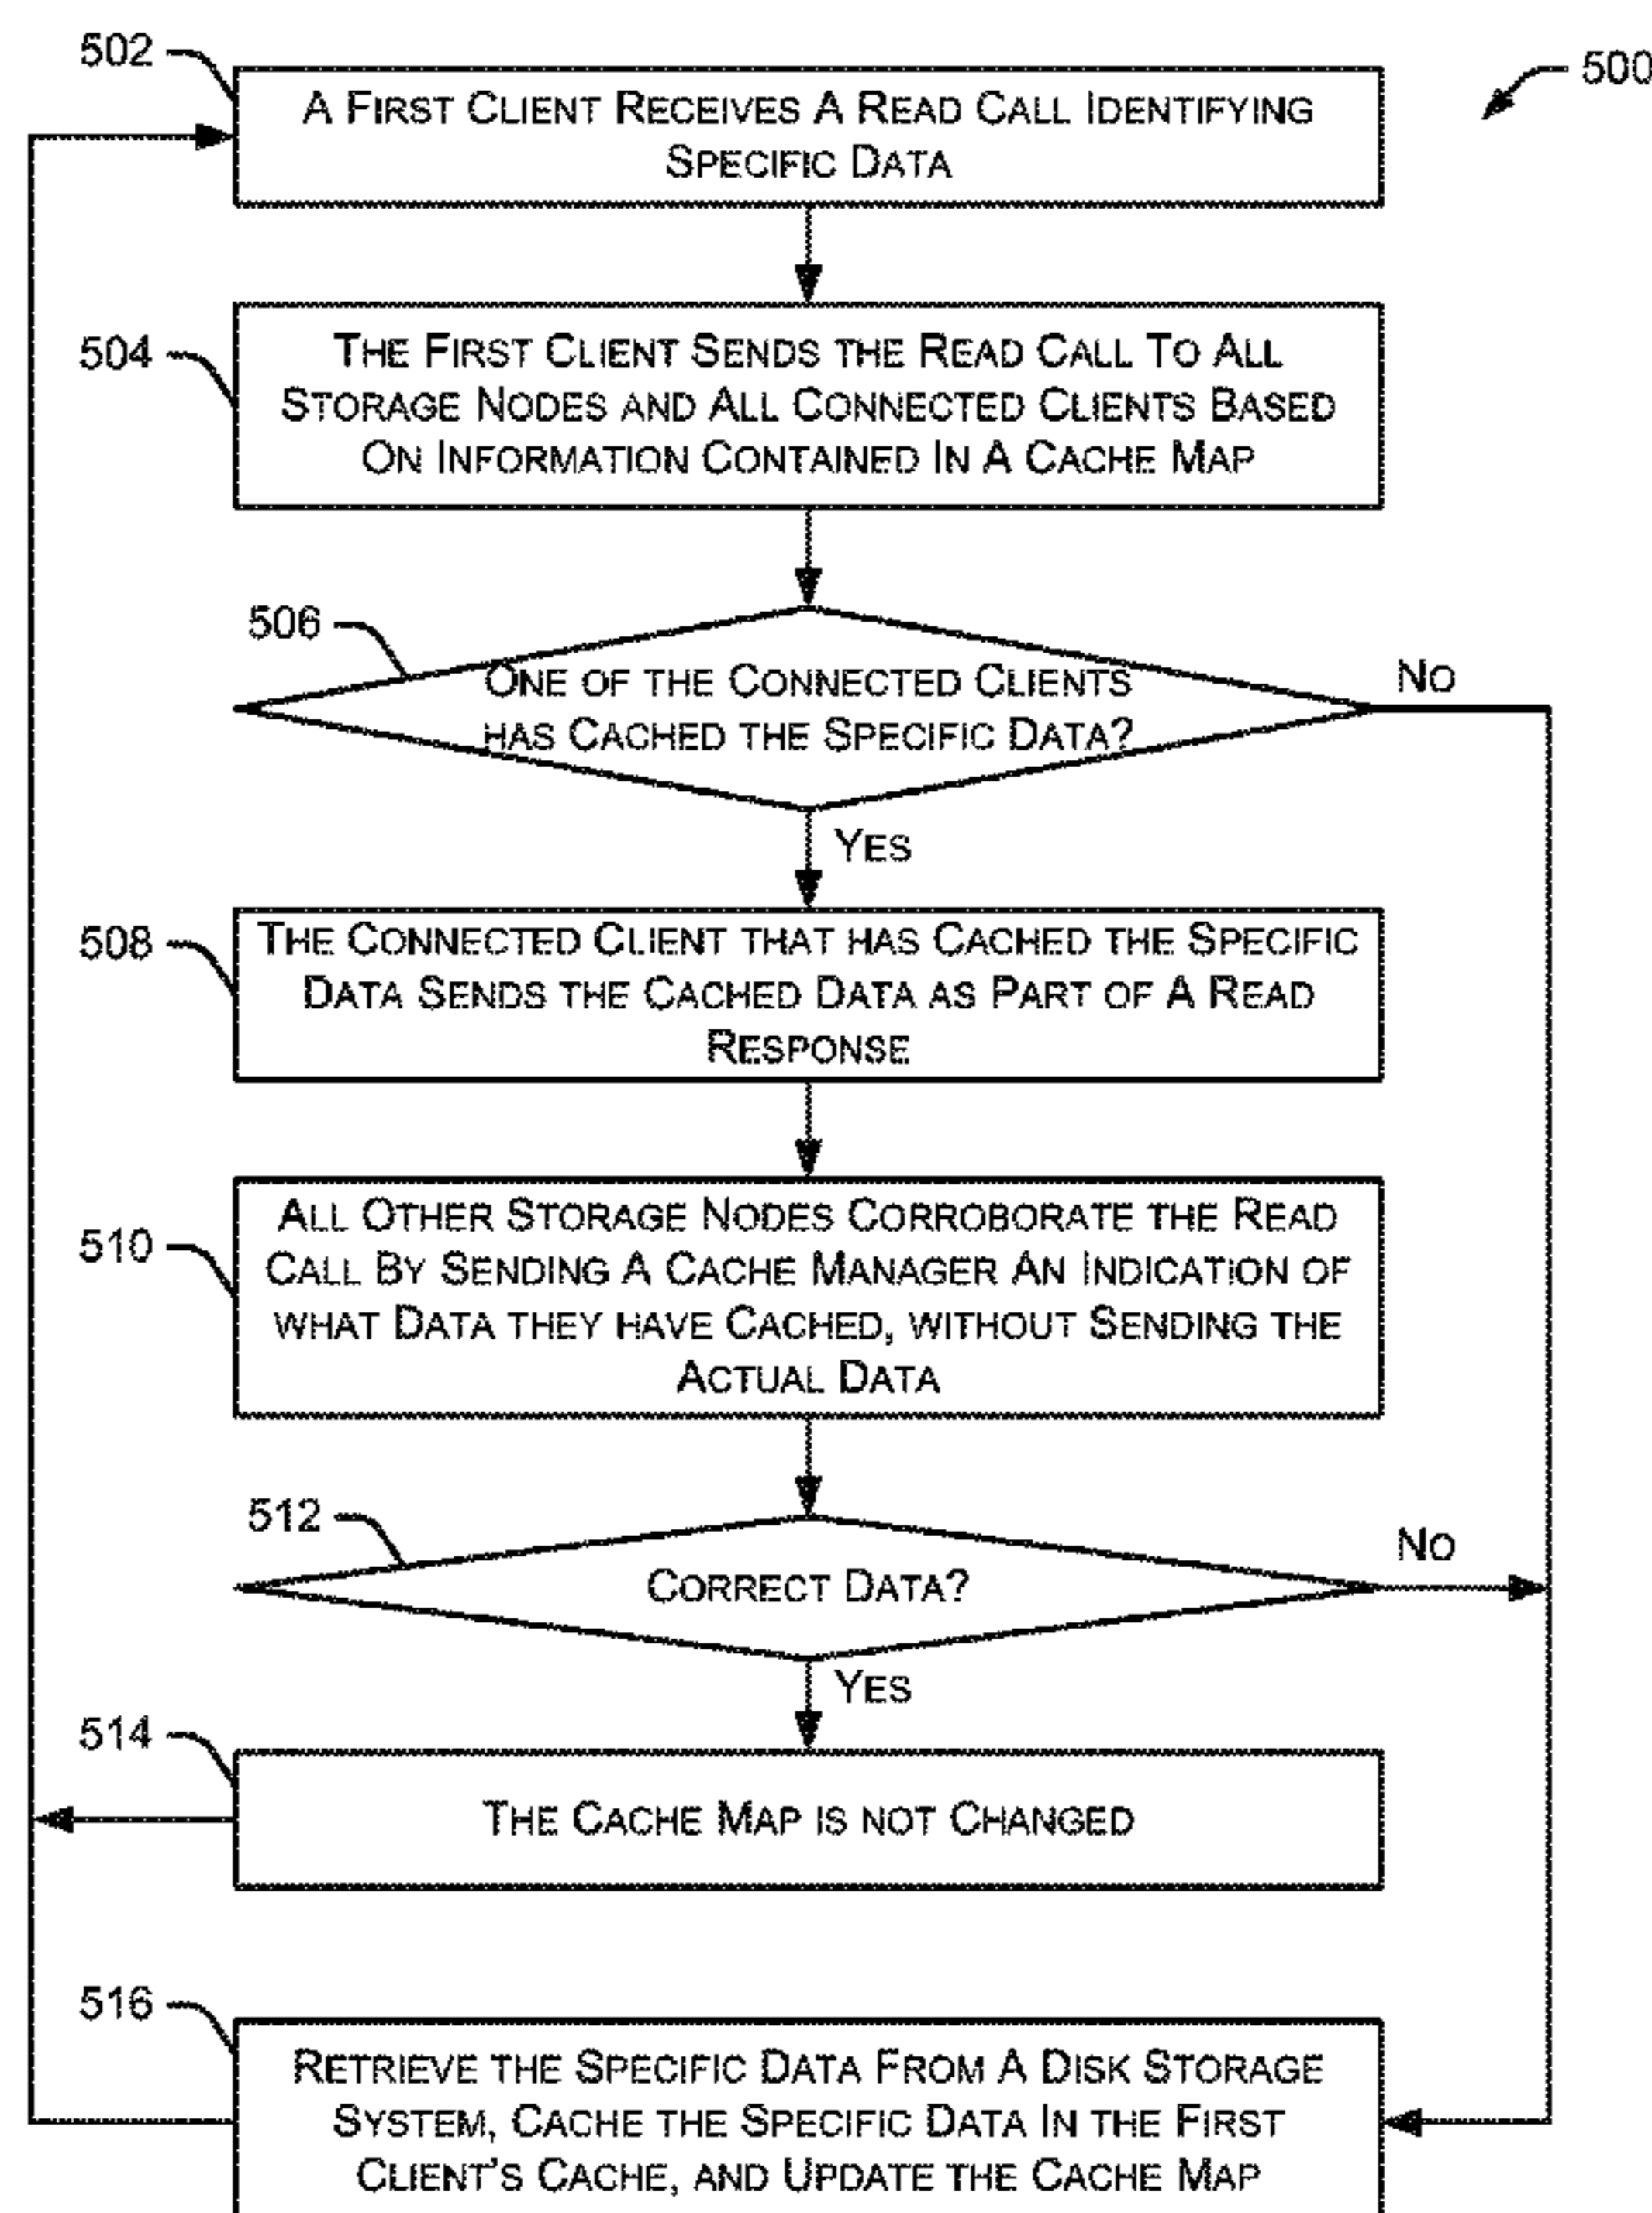 502
500
A FIRST CLIENT RECEIVES A READ CALL IDENTIFYING
SPECIFIC DATA
504
THE FIRST CLIENT SENDS THE READ CALL TO ALL
STORAGE NODES AND ALL CONNECTED CLIENTS BASED
ON INFORMATION CONTAINED IN A CACHE MAP
506
ONE OF THE CONNECTED CLIENTS
HAS CACHED THE SPECIFIC DATA?
NO
YES
508
THE CONNECTED CLIENT THAT HAS CACHED THE SPECIFIC
DATA SENDS THE CACHED DATA AS PART OF A READ
RESPONSE
510
ALL OTHER STORAGE NODES CORROBORATE THE READ
CALL BY SENDING A CACHE MANAGER AN INDICATION OF
WHAT DATA THEY HAVE CACHED, WITHOUT SENDING THE
ACTUAL DATA
512
CORRECT DATA?
NO
YES
514
THE CACHE MAP IS NOT CHANGED
516
RETRIEVE THE SPECIFIC DATA FROM A DISK STORAGE
SYSTEM, CACHE THE SPECIFIC DATA IN THE FIRST
CLIENT'S CACHE, AND UPDATE THE CACHE MAP